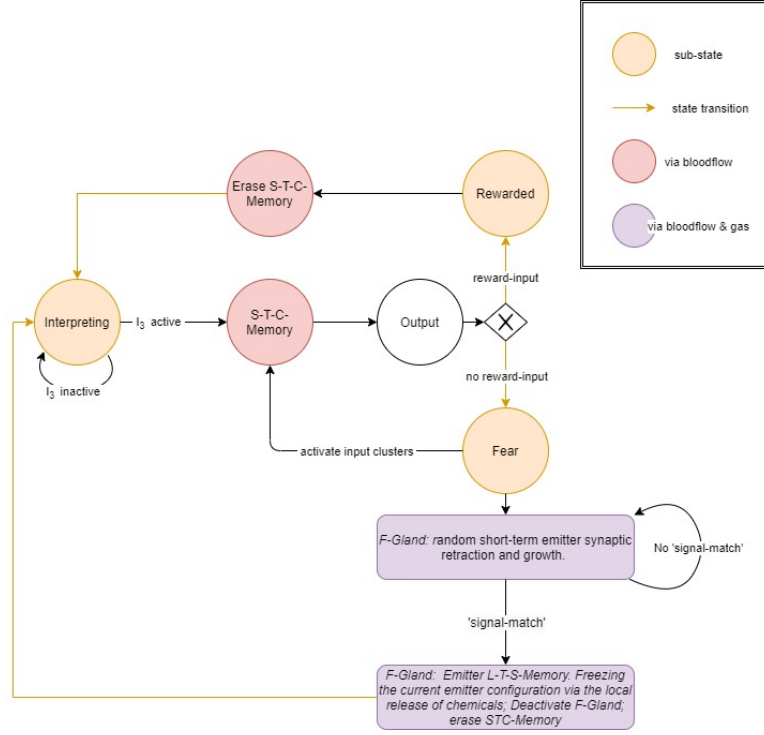 sub-state
state transition
via bloodflow
via bloodflow & gas
Erase S-T-C-
Memory
Rewarded
reward-input
Interpreting
I3 active
S-T-C-
Memory
Output
X
no reward-input
I3 inactive
activate input clusters
Fear
F-Gland: random short-term emitter synaptic
retraction and growth.
No 'signal-match'
'signal-match'
F-Gland: Emitter L-T-S-Memory. Freezing
the current emitter configuration via the local
release of chemicals; Deactivate F-Gland;
erase STC-Memory